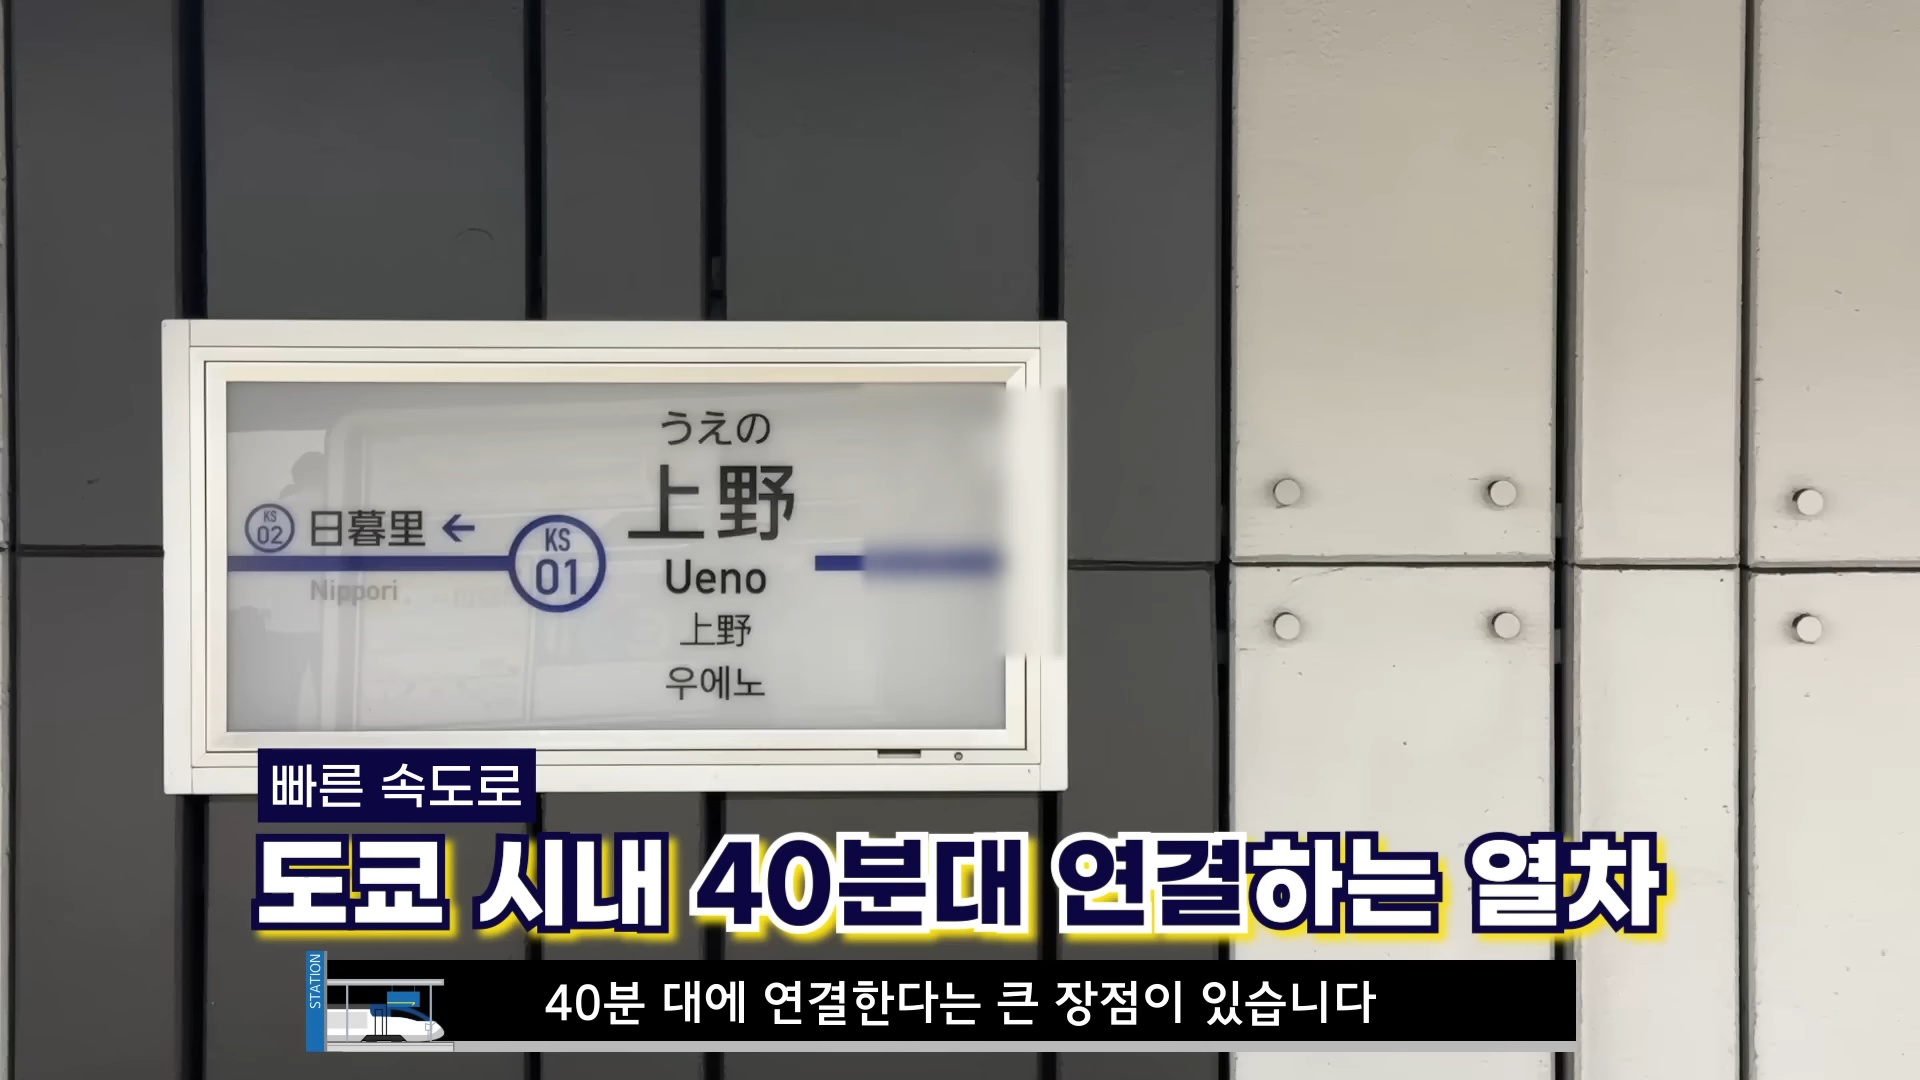 うえの
上野
KS
02
日暮里 ←
KS
01
Nippori
Ueno
上野
우에노
빠른 속도로
도쿄 시내 40분대 연결하는 열차
STATION
40분 대에 연결한다는 큰 장점이 있습니다